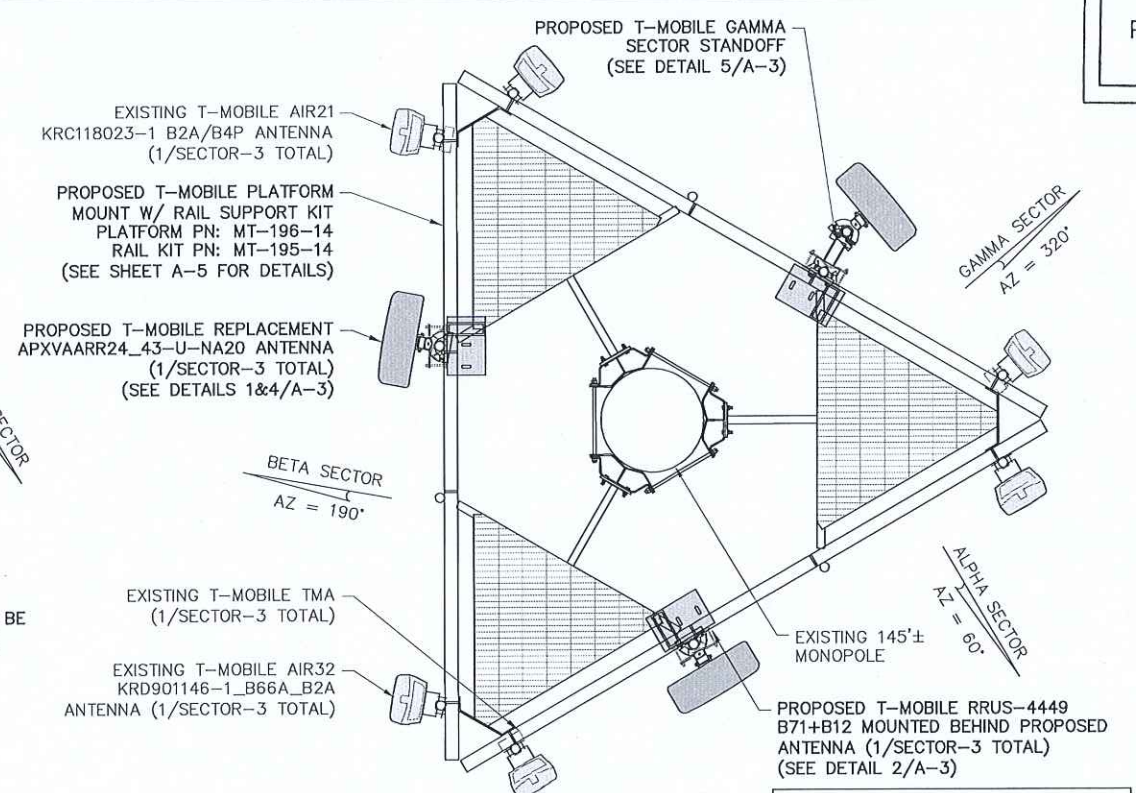 PROPOSED T-MOBILE GAMMA
SECTOR STANDOFF
(SEE DETAIL 5/A-3)
EXISTING T-MOBILE AIR21
KRC118023-1 B2A/B4P ANTENNA
(1/SECTOR-3 TOTAL)
PROPOSED T-MOBILE PLATFORM
MOUNT W/ RAIL SUPPORT KIT
PLATFORM PN: MT-196-14
RAIL KIT PN: MT-195-14
(SEE SHEET A-5 FOR DETAILS)
GAMMA SECTOR
AZ = 320°
PROPOSED T-MOBILE REPLACEMENT
APXVAARR24_43-U-NA20 ANTENNA
(1/SECTOR-3 TOTAL)
(SEE DETAILS 1&4/A-3)
BETA SECTOR
AZ = 190°
ALPHA SECTOR
AZ = 60°
EXISTING T-MOBILE TMA
(1/SECTOR-3 TOTAL)
BE
EXISTING 145'±
MONOPOLE
EXISTING T-MOBILE AIR32
KRD901146-1_B66A_B2A
ANTENNA (1/SECTOR-3 TOTAL)
PROPOSED T-MOBILE RRUS-4449
B71+B12 MOUNTED BEHIND PROPOSED
ANTENNA (1/SECTOR-3 TOTAL)
(SEE DETAIL 2/A-3)